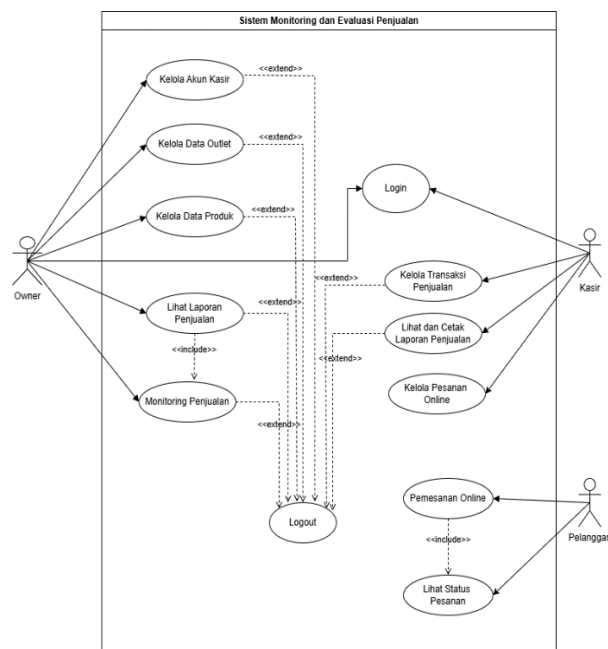 Sistem Monitoring dan Evaluasi Penjualan
Kelola Akun Kasir
<<extend>>
Kelola Data Outlet
<<extend>>
Login
Kelola Data Produk
<<extend>>
Owner
Kasir
Kelola Transaksi
Penjualan
<<extend>>
Lihat Laporan
Penjualan
<<extend>>
Lihat dan Cetak
Laporan Penjualan
<<extend>>
<<include>>
Monitoring Penjualan
<<extend>>
Kelola Pesanan
Online
Pemesanan Online
Logout
Pelanggan
<<include>>
Lihat Status
Pesanan